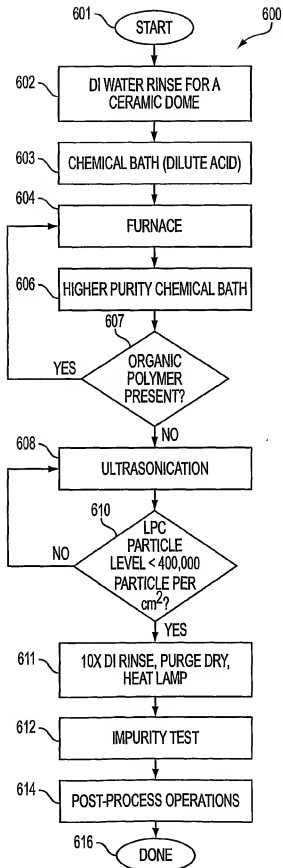 601
START
600
602
DI WATER RINSE FOR A
CERAMIC DOME
603
CHEMICAL BATH (DILUTE ACID)
604
FURNACE
606
HIGHER PURITY CHEMICAL BATH
607
YES
ORGANIC
POLYMER
PRESENT?
NO
608
ULTRASONICATION
610
NO
LPC
PARTICLE
LEVEL < 400,000
PARTICLE PER
cm²?
YES
611
10X DI RINSE, PURGE DRY,
HEAT LAMP
612
IMPURITY TEST
614
POST-PROCESS OPERATIONS
616
DONE